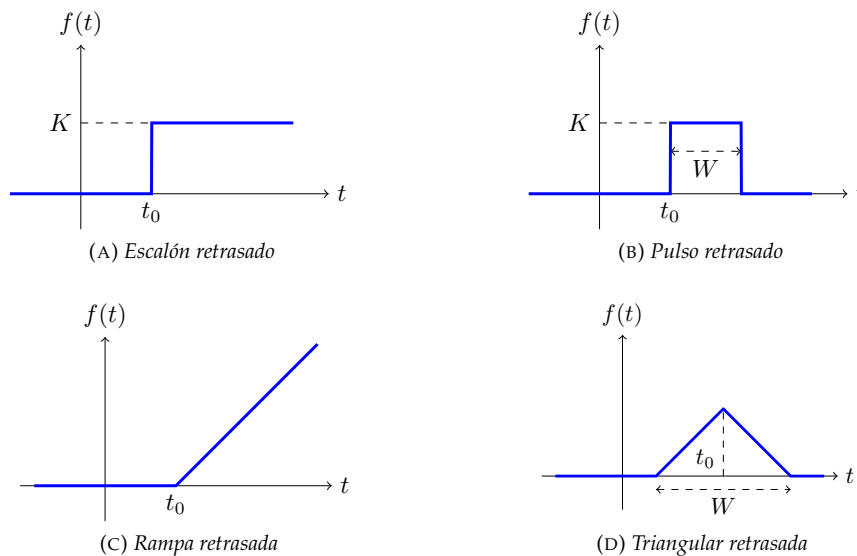 f(t)
K
t
t₀
(A) Escalón retrasado
f(t)
K
W
t₀
(B) Pulso retrasado
f(t)
t
t₀
(C) Rampa retrasada
f(t)
t₀
t
W
(D) Triangular retrasada